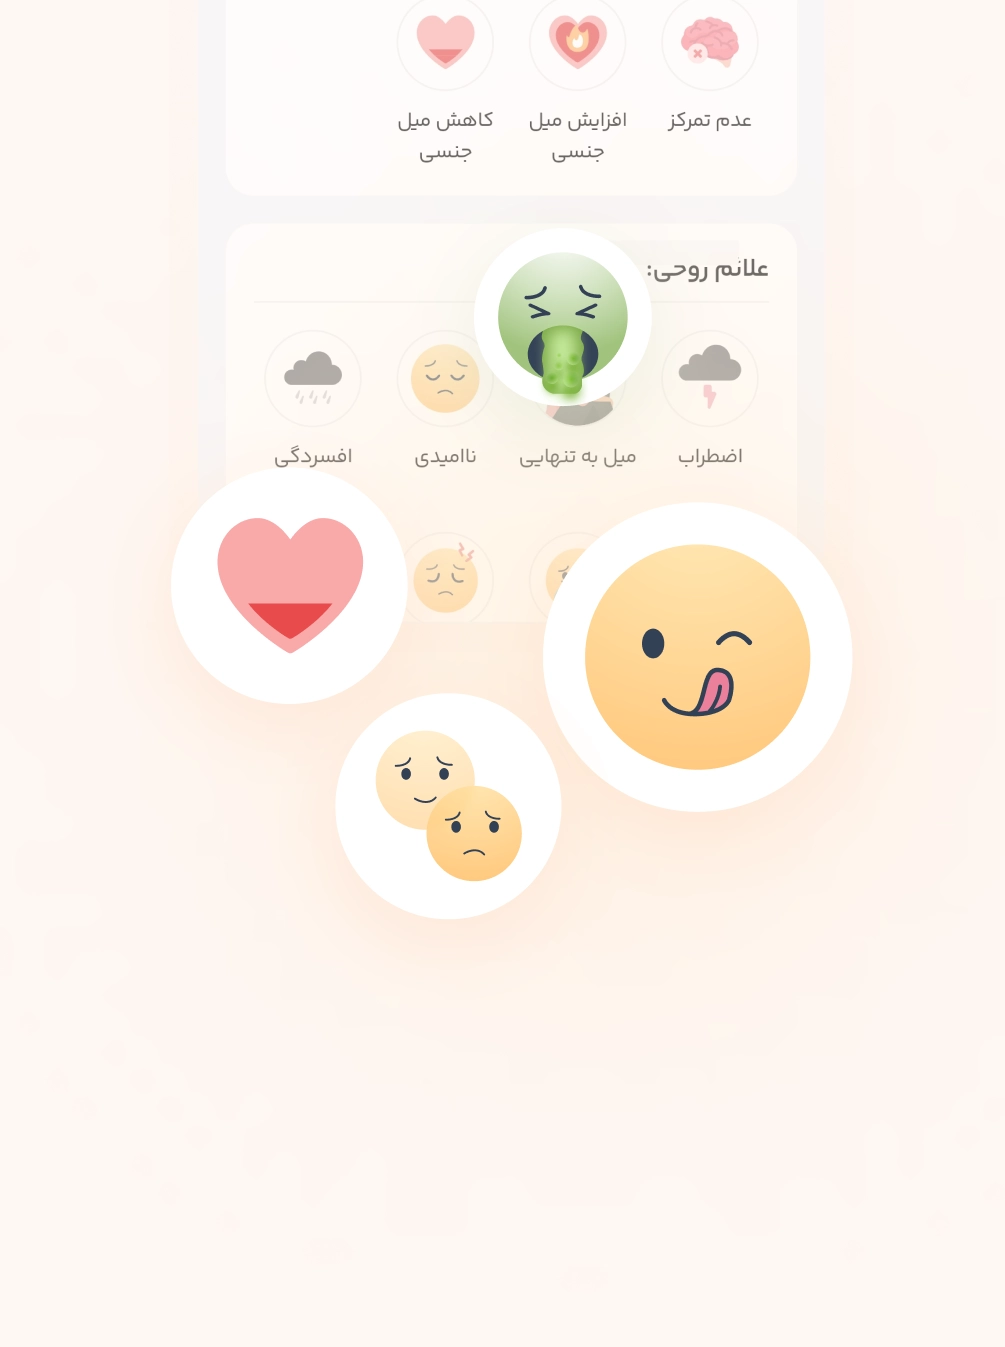 عدم تمرکز
افزایش میل
جنسی
کاهش میل
جنسی
علائم روحی:
اضطراب
میل به تنهایی
ناامیدی
افسردگی